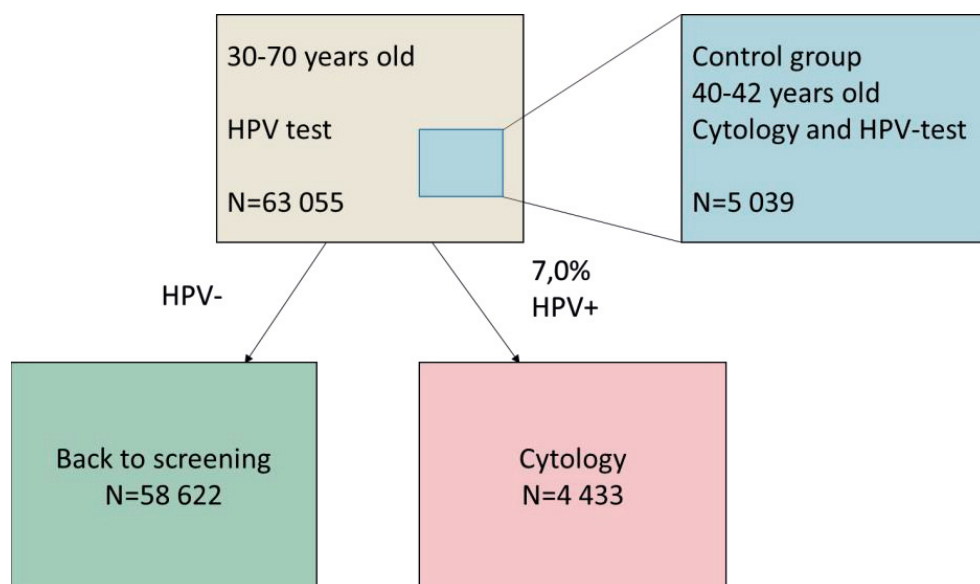 30-70 years old
HPV test
N=63 055
Control group
40-42 years old
Cytology and HPV-test
N=5 039
HPV-
7,0%
HPV+
Back to screening
N=58 622
Cytology
N=4 433